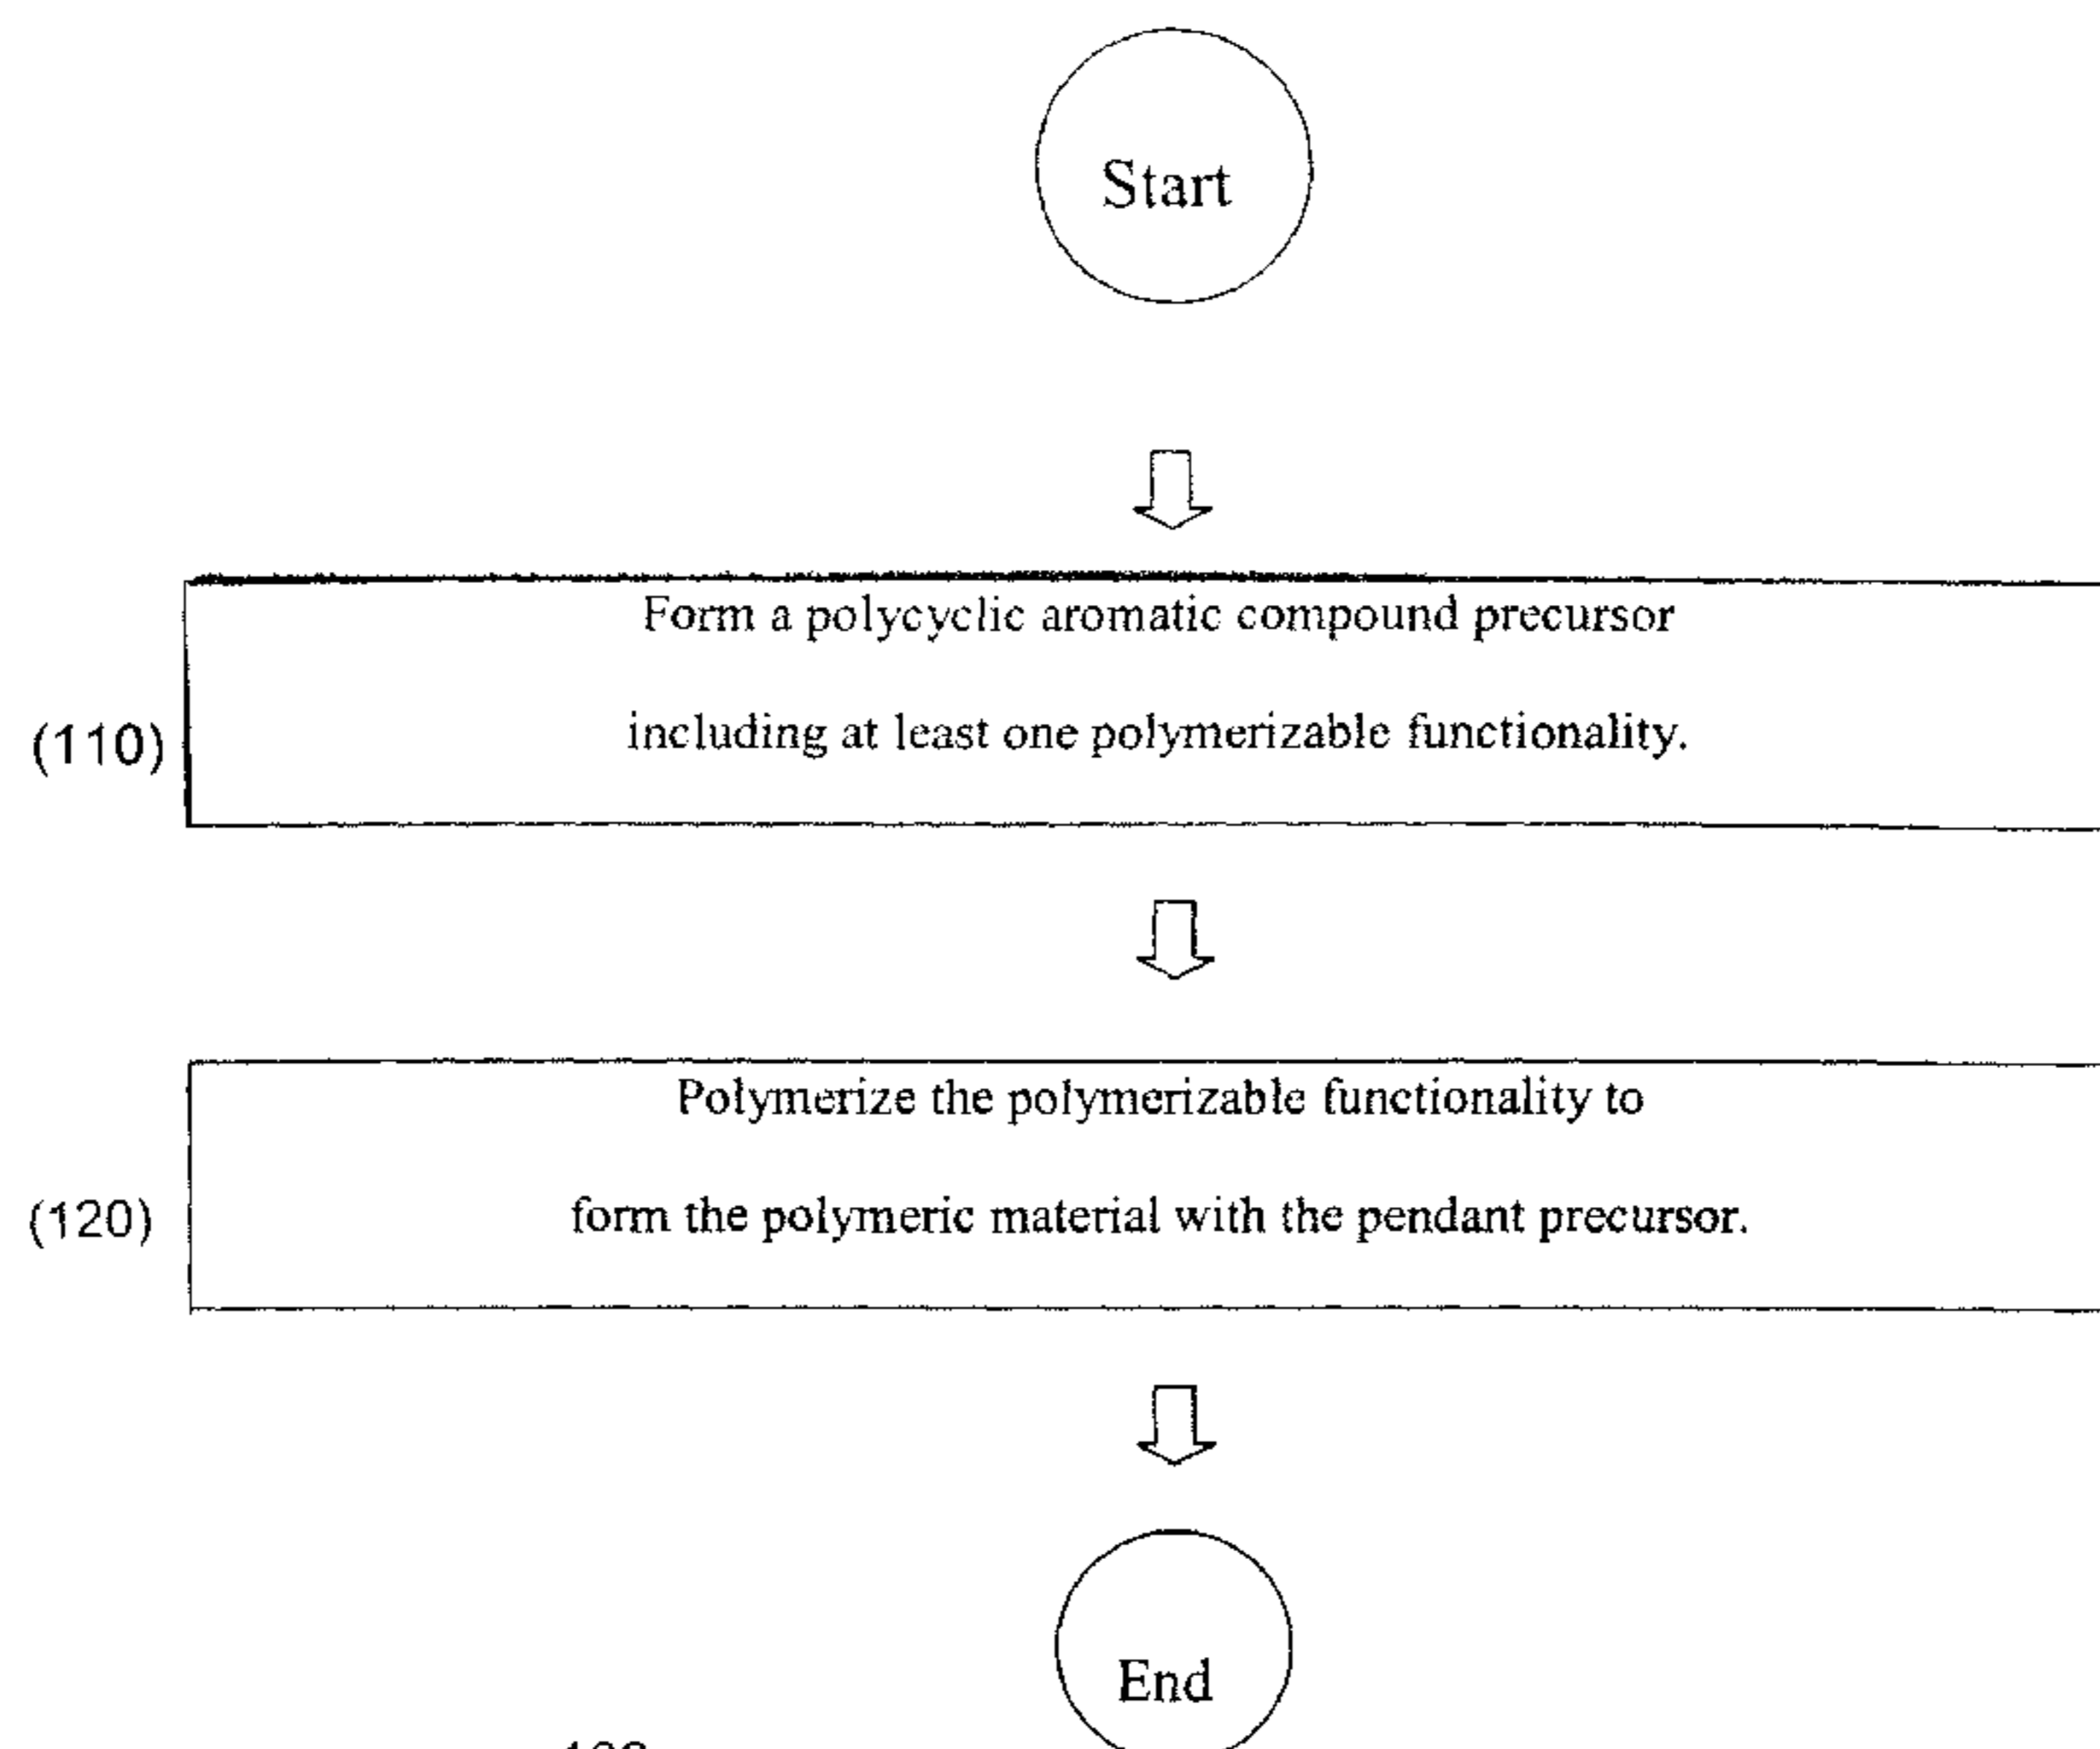 Start
Form a polycyclic aromatic compound precursor
(110)
including at least one polymerizable functionality.
Polymerize the polymerizable functionality to
(120)
form the polymeric material with the pendant precursor.
End